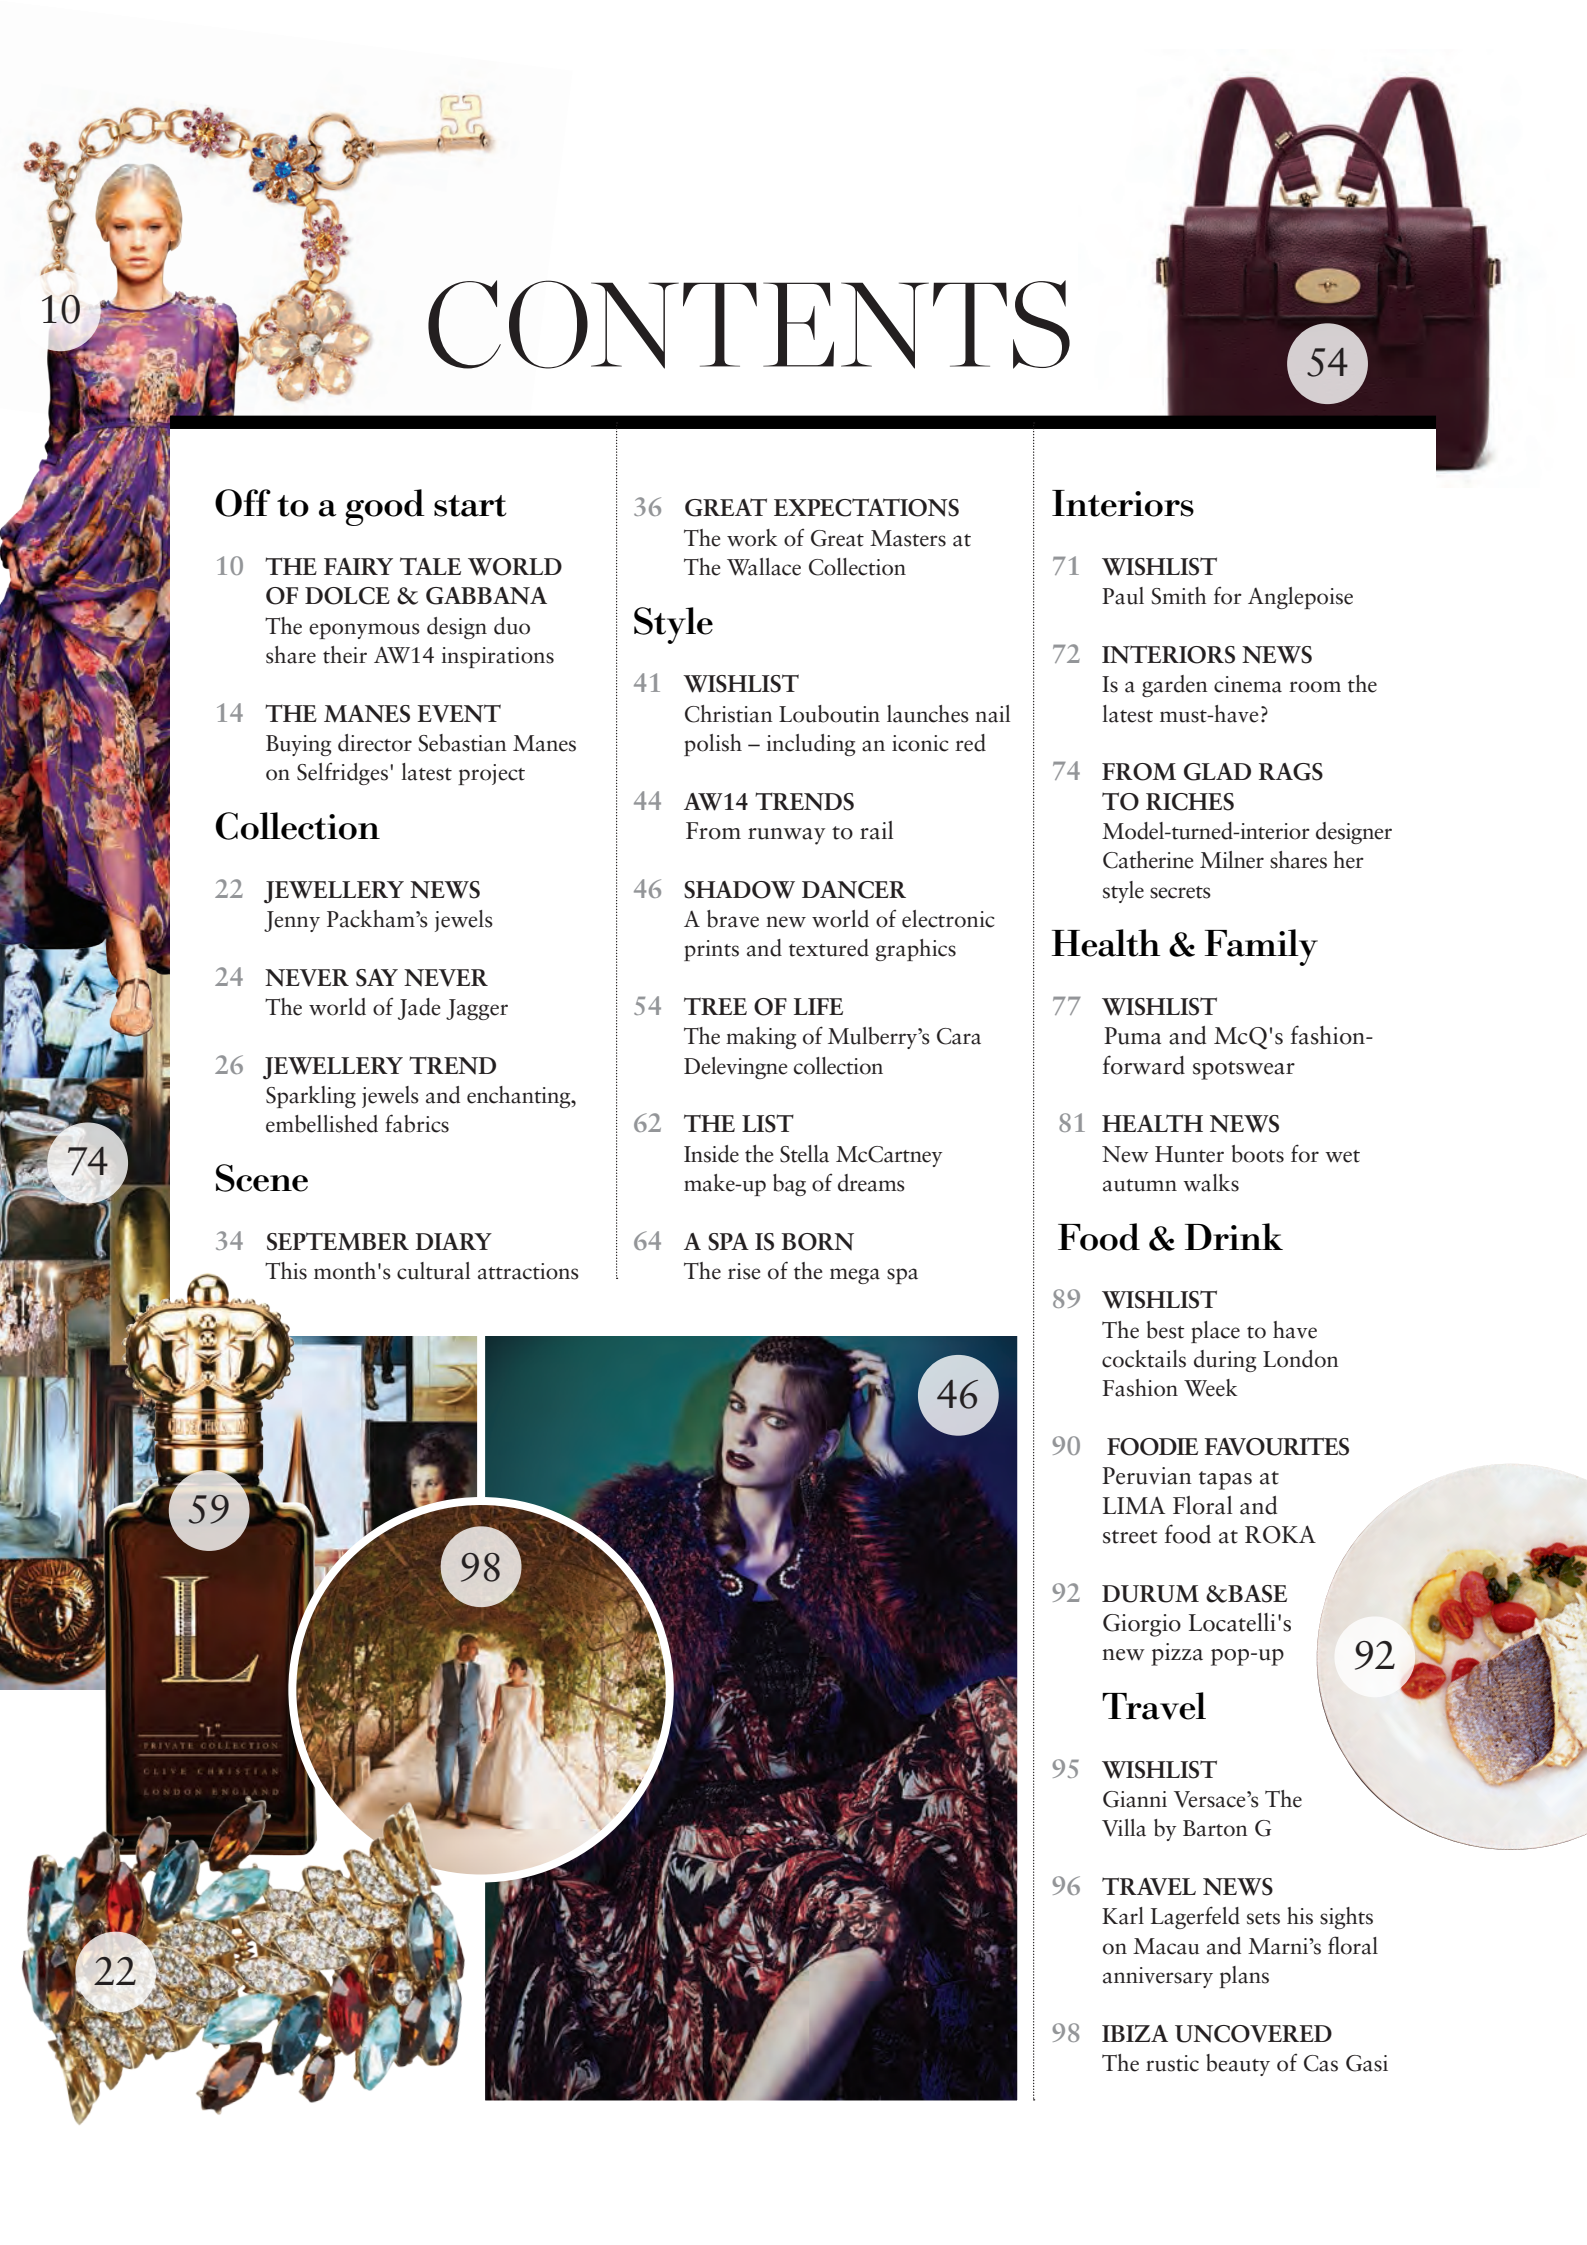 10
CONTENTS
54
Off to a good start
10 THE FAIRY TALE WORLD
OF DOLCE & GABBANA
The eponymous design duo
share their AW14 inspirations
14 THE MANES EVENT
Buying director Sebastian Manes
on Selfridges' latest project
Collection
22 JEWELLERY NEWS
Jenny Packham’s jewels
24 NEVER SAY NEVER
The world of Jade Jagger
26 JEWELLERY TREND
Sparkling jewels and enchanting,
embellished fabrics
Scene
34 SEPTEMBER DIARY
This month's cultural attractions
36 GREAT EXPECTATIONS
The work of Great Masters at
The Wallace Collection
Style
41 WISHLIST
Christian Louboutin launches nail
polish – including an iconic red
44 AW14 TRENDS
From runway to rail
46 SHADOW DANCER
A brave new world of electronic
prints and textured graphics
54 TREE OF LIFE
The making of Mulberry’s Cara
Delevingne collection
62 THE LIST
Inside the Stella McCartney
make-up bag of dreams
64 A SPA IS BORN
The rise of the mega spa
Interiors
71 WISHLIST
Paul Smith for Anglepoise
72 INTERIORS NEWS
Is a garden cinema room the
latest must-have?
74 FROM GLAD RAGS
TO RICHES
Model-turned-interior designer
Catherine Milner shares her
style secrets
Health & Family
77 WISHLIST
Puma and McQ's fashion-
forward spotswear
81 HEALTH NEWS
New Hunter boots for wet
autumn walks
Food & Drink
89 WISHLIST
The best place to have
cocktails during London
Fashion Week
90 FOODIE FAVOURITES
Peruvian tapas at
LIMA Floral and
street food at ROKA
92 DURUM &BASE
Giorgio Locatelli's
new pizza pop-up
Travel
95 WISHLIST
Gianni Versace’s The
Villa by Barton G
96 TRAVEL NEWS
Karl Lagerfeld sets his sights
on Macau and Marni’s floral
anniversary plans
98 IBIZA UNCOVERED
The rustic beauty of Cas Gasi
74
59
L
"L"
PRIVATE COLLECTION
CLIVE CHRISTIAN
LONDON ENGLAND
98
46
92
22